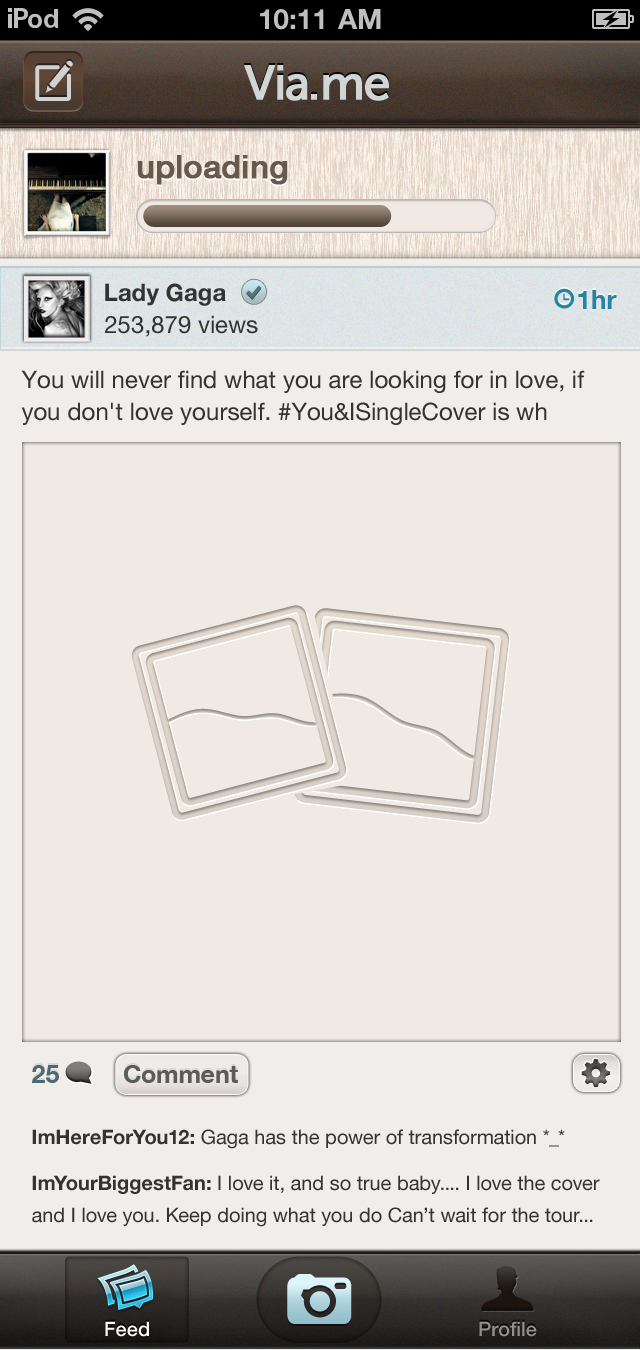 iPod 10:11 AM
Via.me
uploading
Lady Gaga
253,879 views
1hr
You will never find what you are looking for in love, if
you don't love yourself. #You&ISingleCover is wh
25 Comment
ImHereForYou12: Gaga has the power of transformation *_*
ImYourBiggestFan: I love it, and so true baby.... I love the cover
and I love you. Keep doing what you do Can’t wait for the tour...
Feed Profile